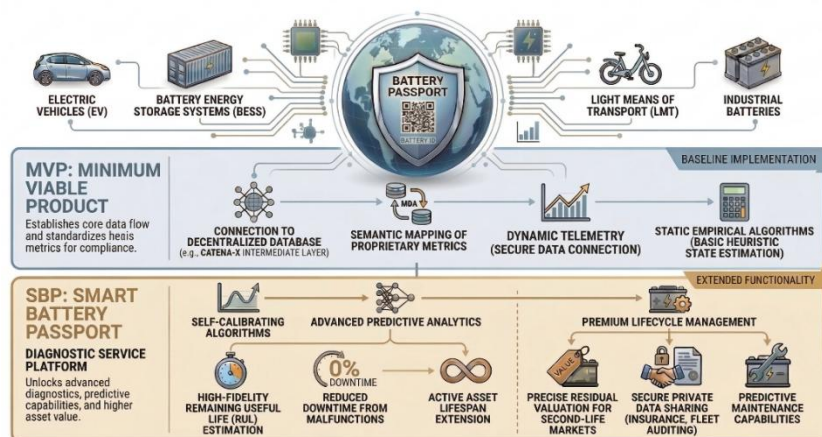 BATTERY
PASSPORT
BATTERY ID
ELECTRIC
VEHICLES (EV)
BATTERY ENERGY
STORAGE SYSTEMS (BESS)
LIGHT MEANS OF
TRANSPORT (LMT)
INDUSTRIAL
BATTERIES
MVP: MINIMUM
VIABLE
PRODUCT
Establishes core data flow
and standardizes heαis
metrics for compliance.
BASELINE IMPLEMENTATION
CONNECTION TO
DECENTRALIZED DATABASE
(e.g., CATENA-X INTERMEDIATE LAYER)
MDA
SEMANTIC MAPPING OF
PROPRIETARY METRICS
DYNAMIC TELEMETRY
(SECURE DATA CONNECTION)
STATIC EMPIRICAL ALGORITHMS
(BASIC HEURISTIC
STATE ESTIMATION)
SBP: SMART
BATTERY
PASSPORT
DIAGNOSTIC SERVICE
PLATFORM
Unlocks advanced
diagnostics, predictive
capabilities, and higher
asset value.
EXTENDED FUNCTIONALITY
SELF-CALIBRATING
ALGORITHMS
ADVANCED PREDICTIVE ANALYTICS
PREMIUM LIFECYCLE MANAGEMENT
HIGH-FIDELITY
REMAINING USEFUL
LIFE (RUL)
ESTIMATION
0%
DOWNTIME
REDUCED
DOWNTIME FROM
MALFUNCTIONS
ACTIVE ASSET
LIFESPAN
EXTENSION
VALUE
PRECISE RESIDUAL
VALUATION FOR
SECOND-LIFE
MARKETS
SECURE PRIVATE
DATA SHARING
(INSURANCE, FLEET
AUDITING)
PREDICTIVE
MAINTENANCE
CAPABILITIES